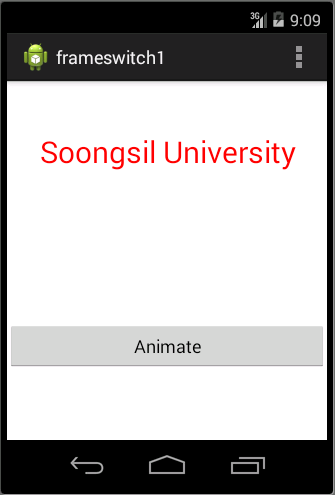 3G 9:09
frameswitch1
Soongsil University
Animate